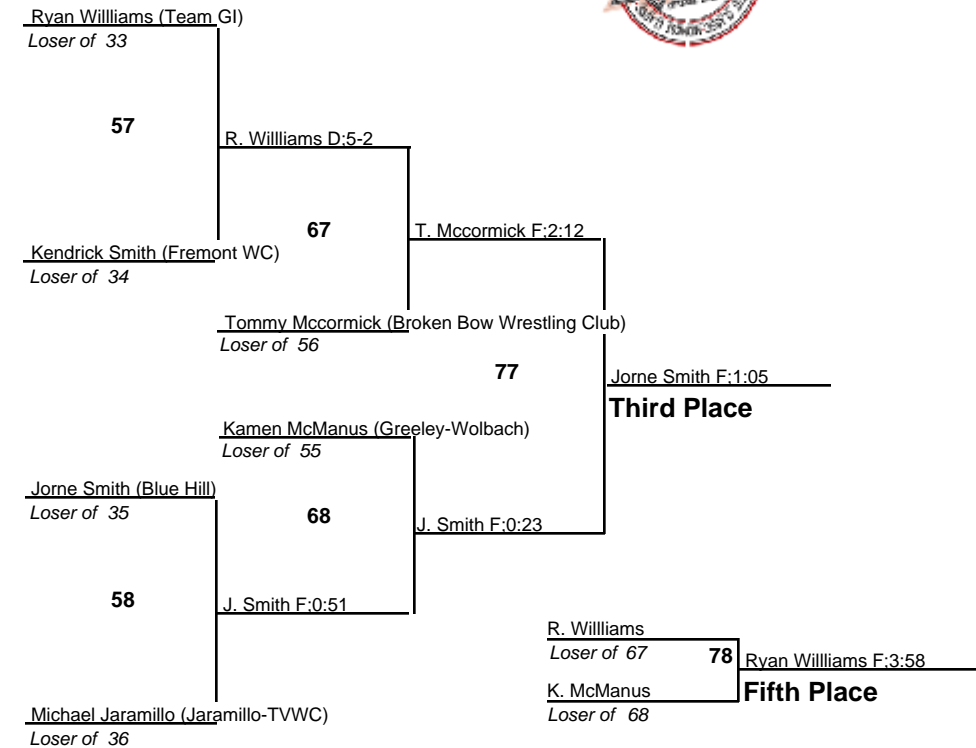 Ryan Willliams (Team GI)
Loser of 33
57
R. Willliams D;5-2
67
T. Mccormick F;2:12
Kendrick Smith (Fremont WC)
Loser of 34
Tommy Mccormick (Broken Bow Wrestling Club)
Loser of 56
77
Jorne Smith F;1:05
Third Place
Kamen McManus (Greeley-Wolbach)
Loser of 55
Jorne Smith (Blue Hill)
Loser of 35
68
J. Smith F;0:23
58
J. Smith F;0:51
R. Willliams
Loser of 67
78
Ryan Willliams F;3:58
Fifth Place
K. McManus
Loser of 68
Michael Jaramillo (Jaramillo-TVWC)
Loser of 36